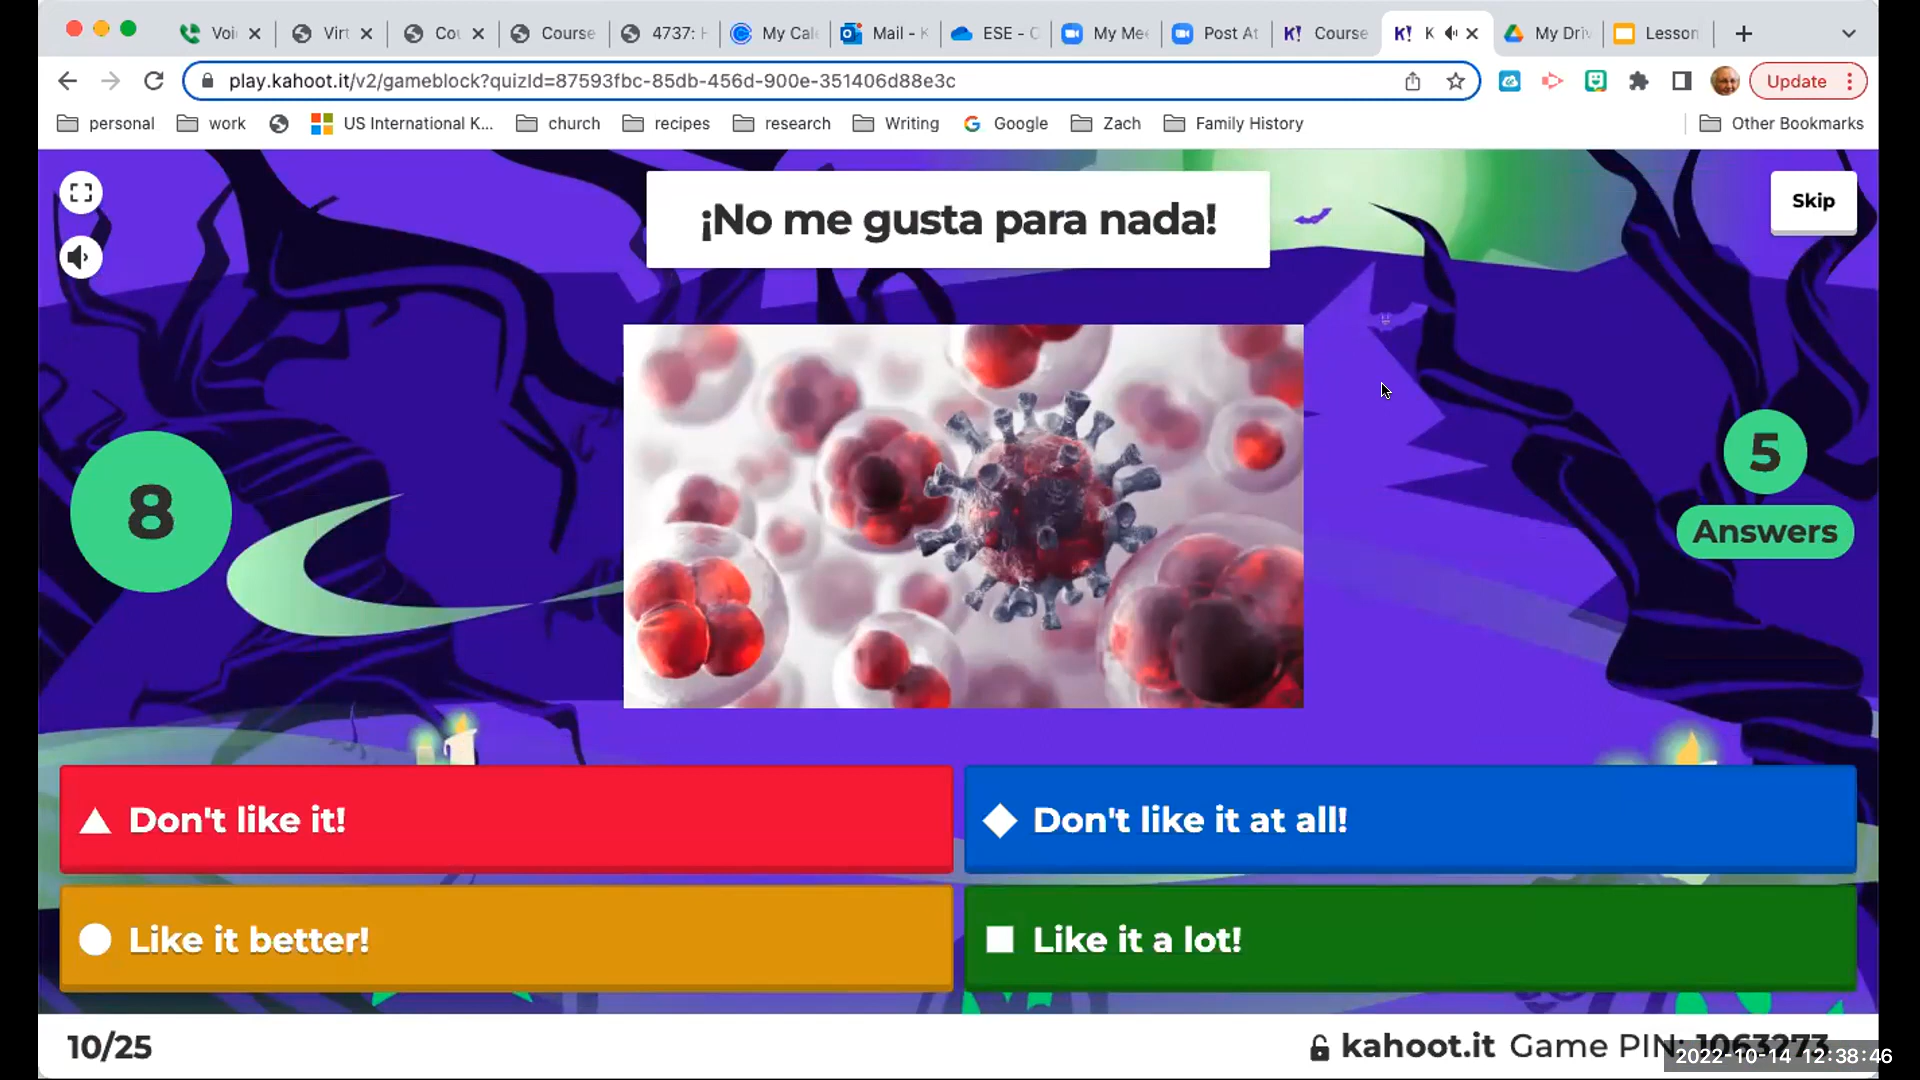 Voi
Virt
Cou
Course
4737: H
My Cal
Mail - K
ESE - C
My Me
Post At
K! Course
K! K
My Driv
Lesson
play.kahoot.it/v2/gameblock?quizId=87593fbc-85db-456d-900e-351406d88e3c
Update
personal
work
US International K...
church
recipes
research
Writing
Google
Zach
Family History
Other Bookmarks
¡No me gusta para nada!
Skip
8
5
Answers
Don't like it!
Don't like it at all!
Like it better!
Like it a lot!
10/25
kahoot.it Game PIN: 1063273
2022-10-14 12:38:46